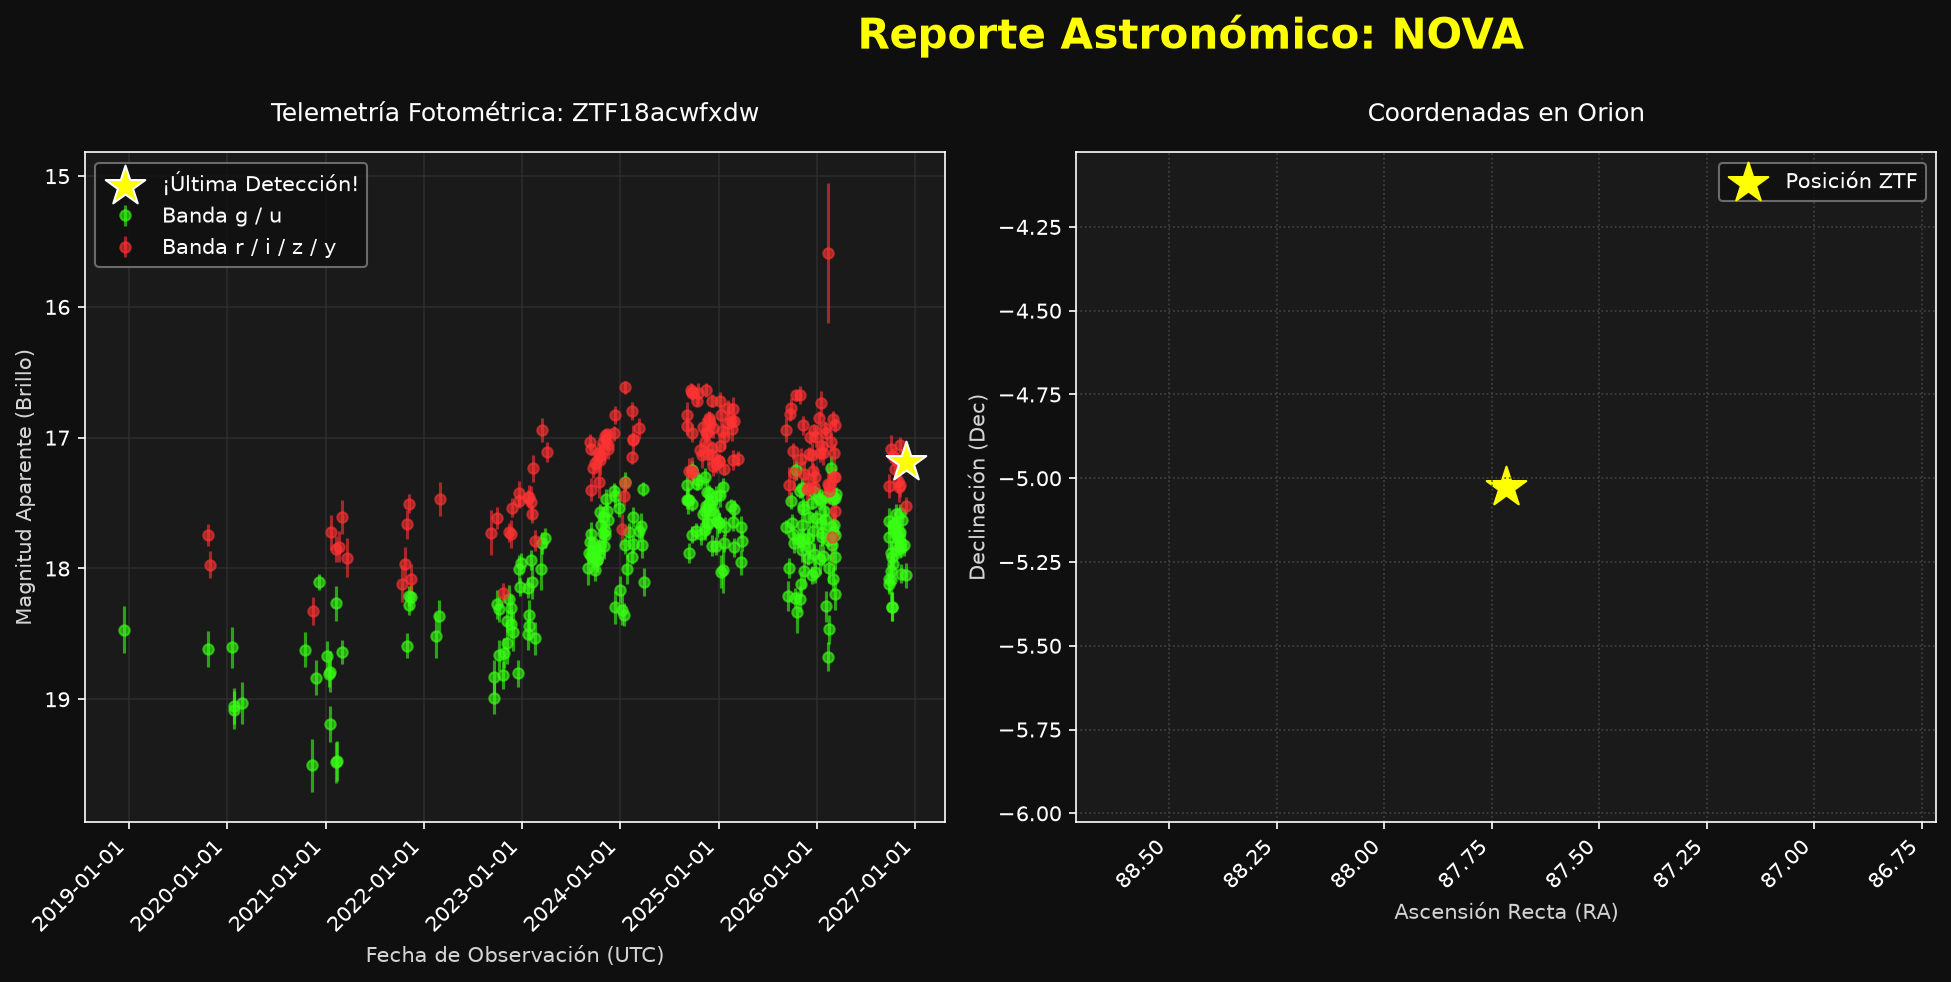 Reporte Astronómico: NOVA
Telemetría Fotométrica: ZTF18acwfxdw
¡Última Detección!
Banda g / u
Banda r / i / z / y
15
16
17
18
19
Magnitud Aparente (Brillo)
2019-01-01
2020-01-01
2021-01-01
2022-01-01
2023-01-01
2024-01-01
2025-01-01
2026-01-01
2027-01-01
Fecha de Observación (UTC)
Coordenadas en Orion
Posición ZTF
−4.25
−4.50
−4.75
−5.00
−5.25
−5.50
−5.75
−6.00
Declinación (Dec)
88.50
88.25
88.00
87.75
87.50
87.25
87.00
86.75
Ascensión Recta (RA)